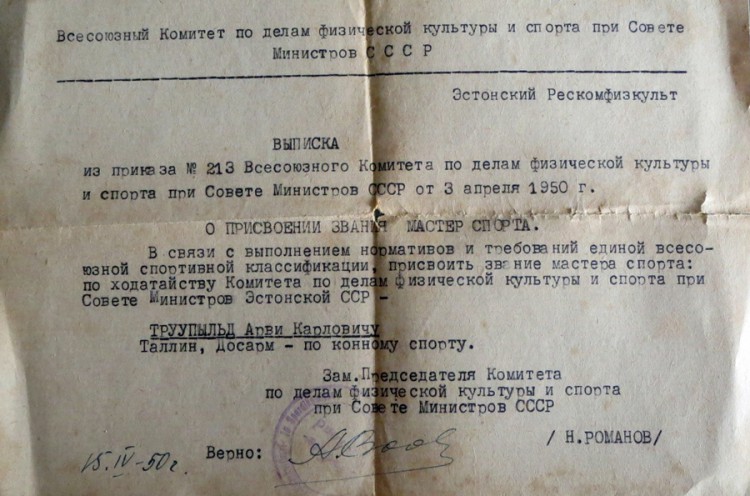 Всесоюзный Комитет по делам физической культуры и спорта при Совете
Министров С С С Р
Эстонский Рескомфизкульт
ВЫПИСКА
из приказа № 213 Всесоюзного Комитета по делам физической культуры
и спорта при Совете Министров СССР от 3 апреля 1950 г.
О ПРИСВОЕНИИ ЗВАНИЯ МАСТЕР СПОРТА.
В связи с выполнением нормативов и требований единой всесо-
юзной спортивной классификации, присвоить звание мастера спорта:
по ходатайству Комитета по делам физической культуры и спорта при
Совете Министров Эстонской ССР -
ТРУУПЫЛЬД Арви Карловичу
Таллин, Досарм - по конному спорту.
Зам. Председателя Комитета
по делам физической культуры и спорта
при Совете Министров СССР
/ Н.РОМАНОВ/
Верно:
15.IV-50г.